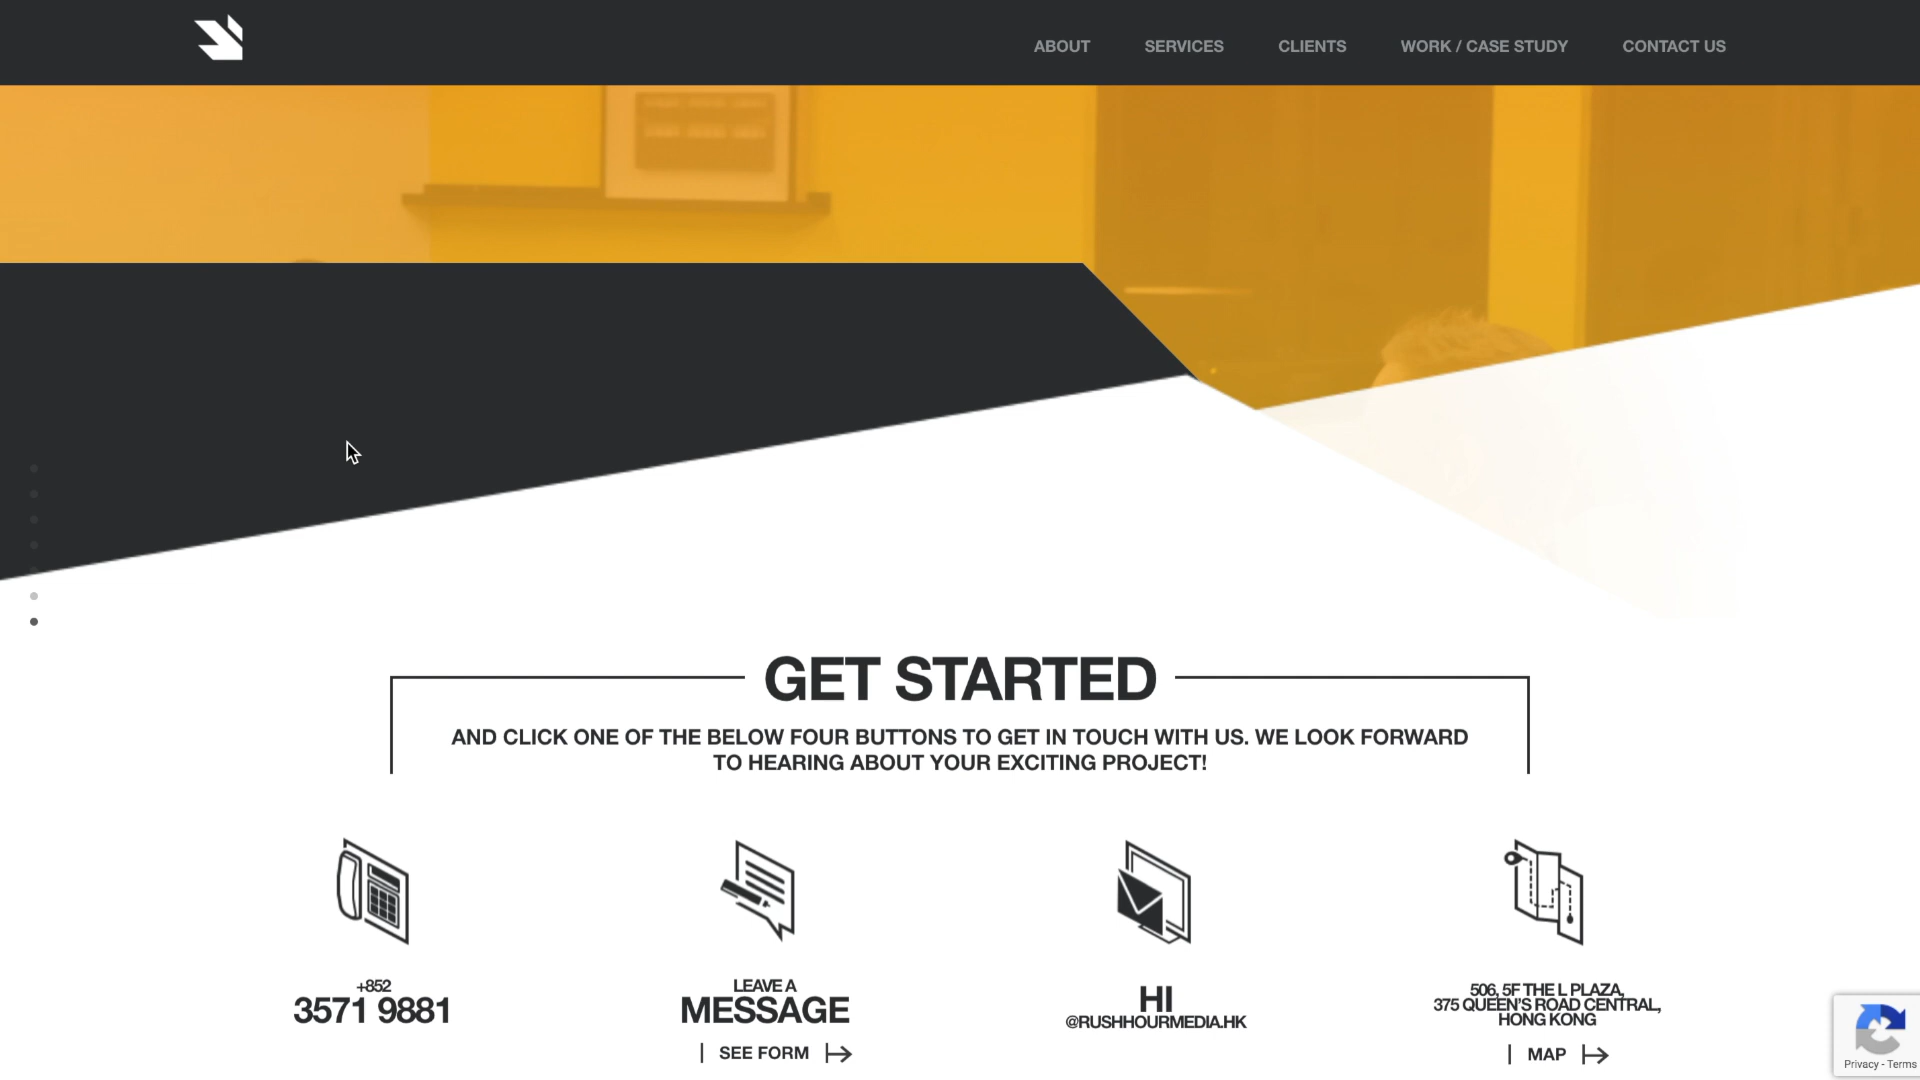 ABOUT
SERVICES
CLIENTS
WORK / CASE STUDY
CONTACT US
GET STARTED
AND CLICK ONE OF THE BELOW FOUR BUTTONS TO GET IN TOUCH WITH US. WE LOOK FORWARD
TO HEARING ABOUT YOUR EXCITING PROJECT!
+852
3571 9881
LEAVE A
MESSAGE
SEE FORM
HI
@RUSHHOURMEDIA.HK
506, 5F THE L PLAZA,
375 QUEEN'S ROAD CENTRAL,
HONG KONG
MAP
Privacy - Terms